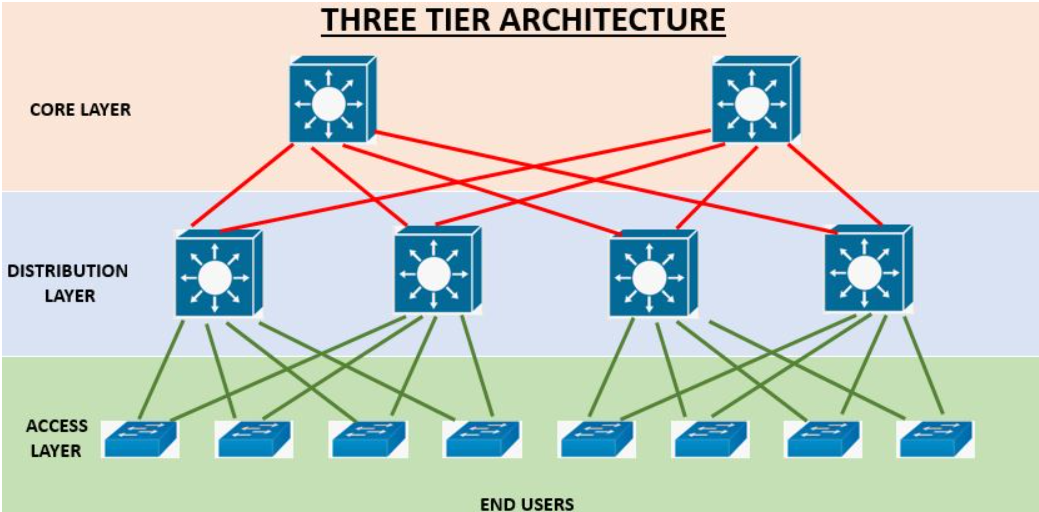 THREE TIER ARCHITECTURE
CORE LAYER
DISTRIBUTION
LAYER
ACCESS
LAYER
END USERS